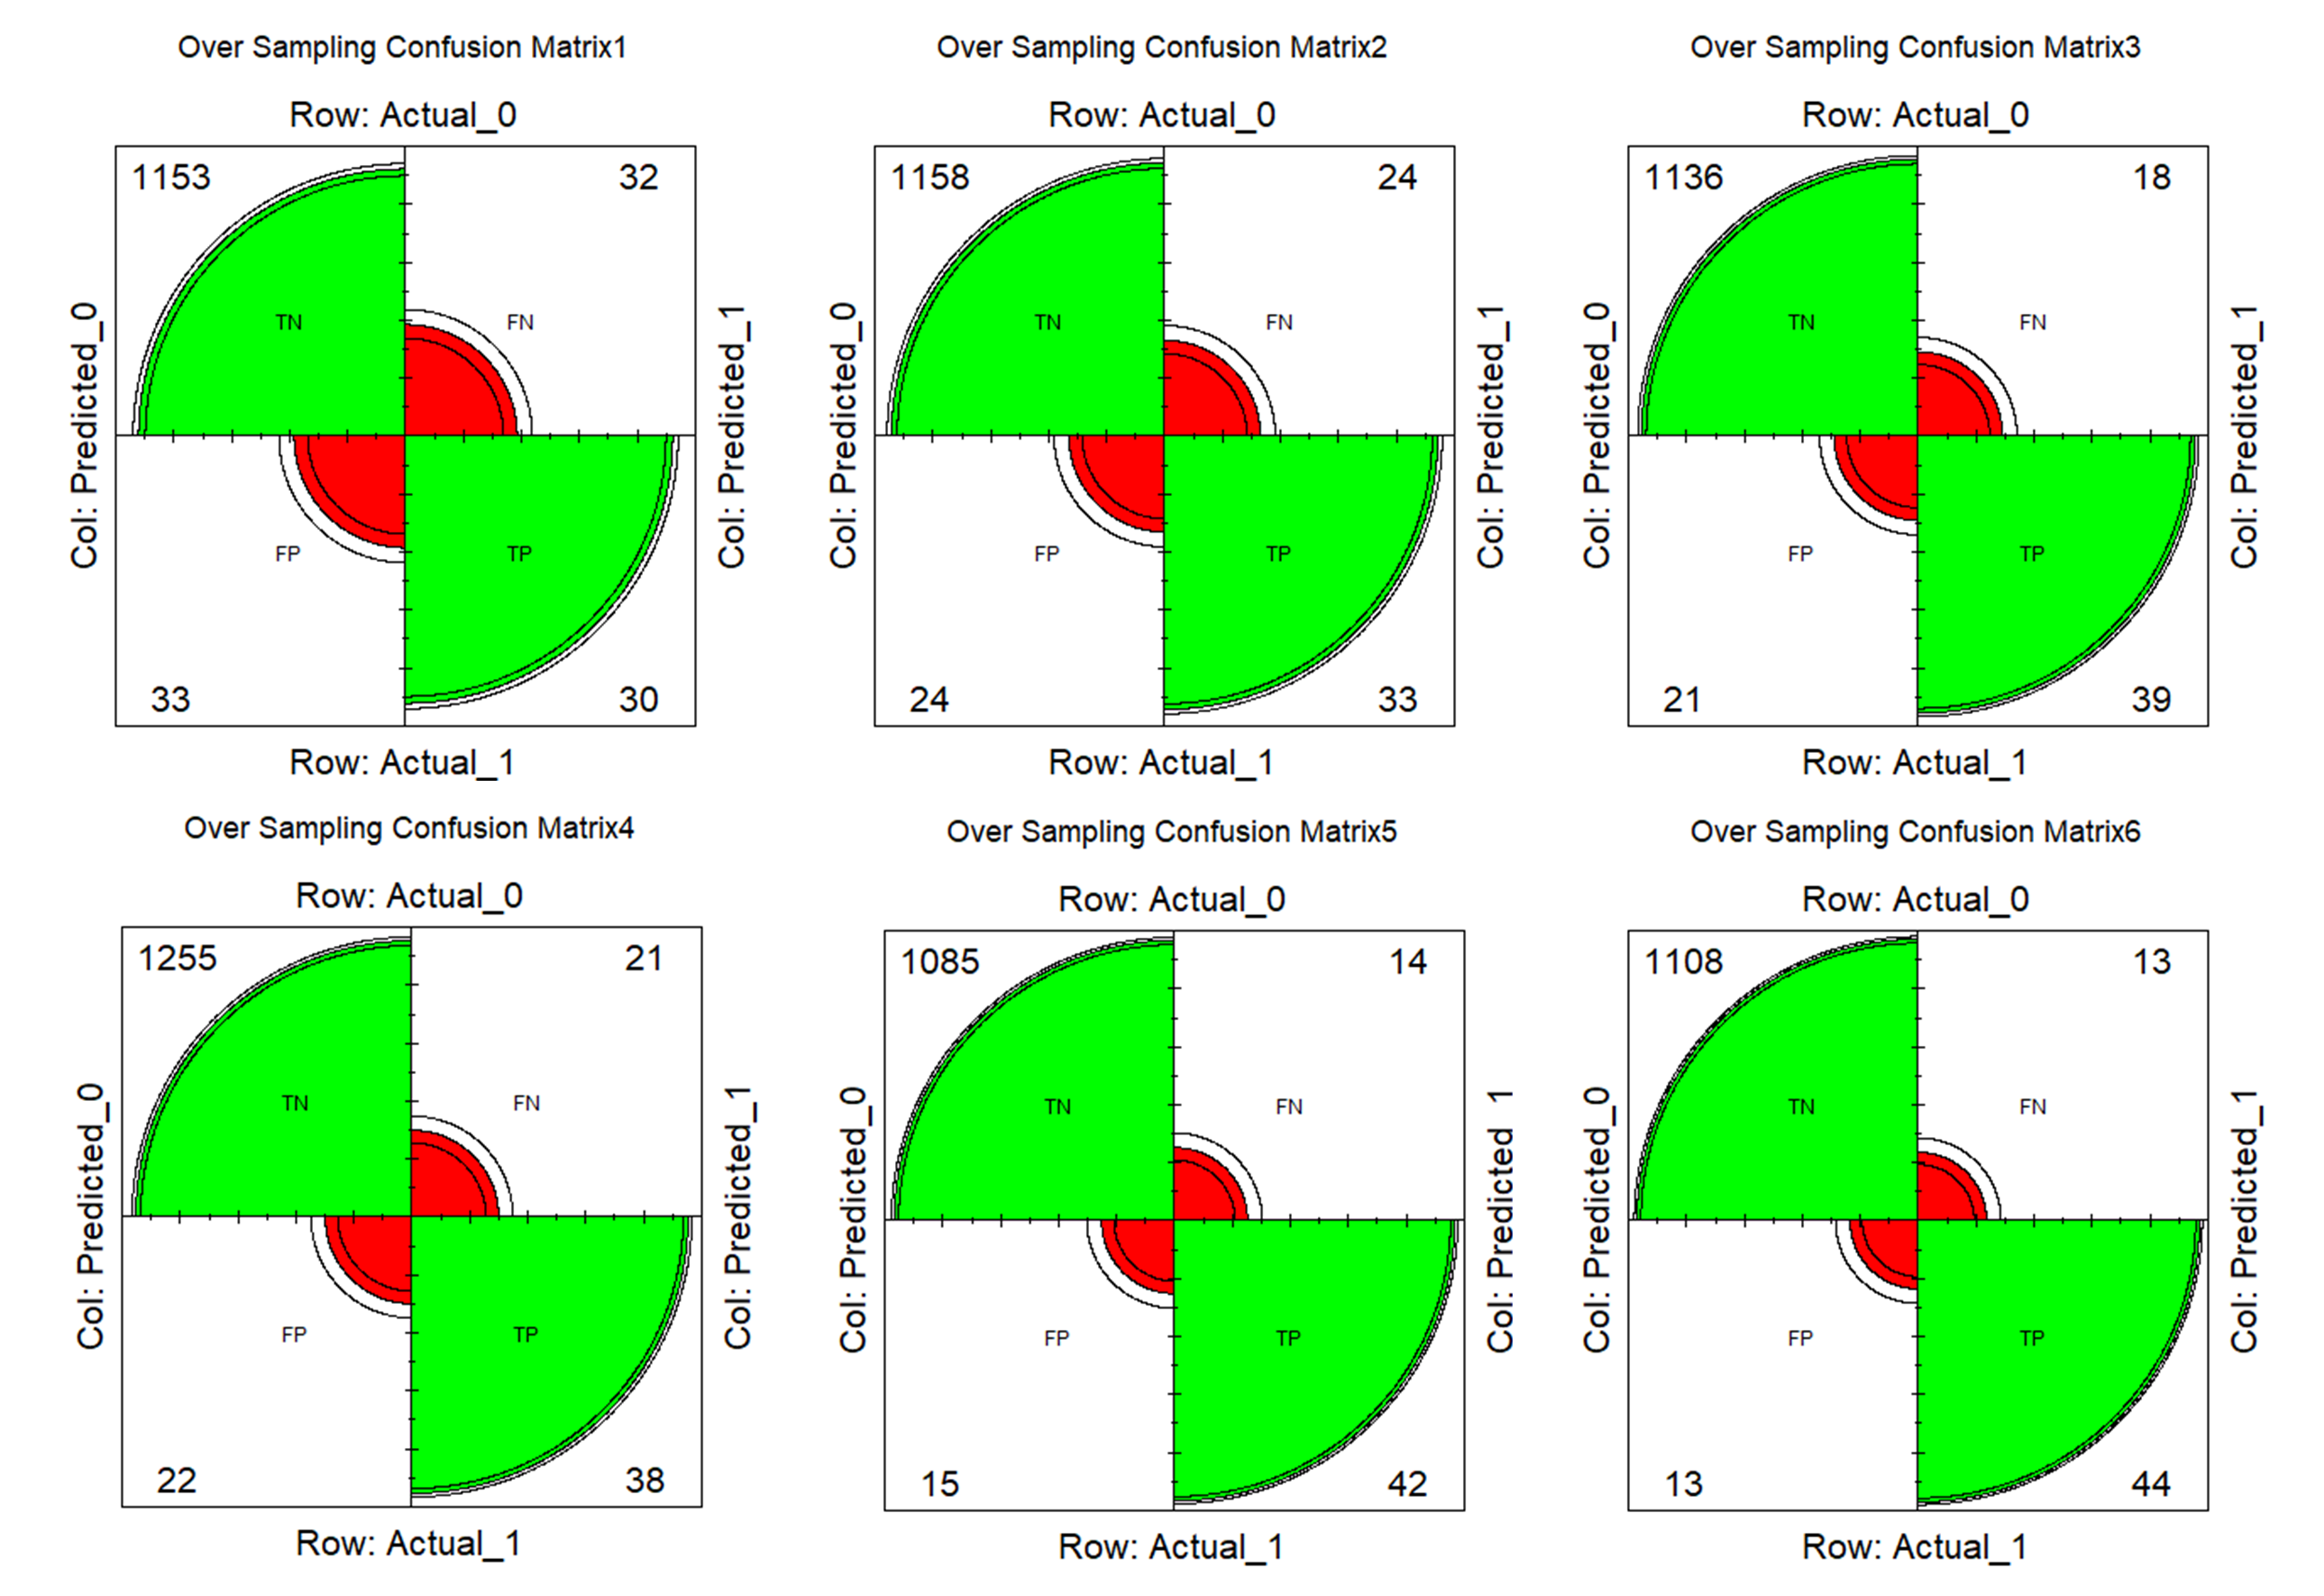 Over Sampling Confusion Matrix1
Row: Actual_0
1153
32
TN
FN
Col: Predicted_0
Col: Predicted_1
FP
TP
33
30
Row: Actual_1
Over Sampling Confusion Matrix2
Row: Actual_0
1158
24
TN
FN
Col: Predicted_0
Col: Predicted_1
FP
TP
24
33
Row: Actual_1
Over Sampling Confusion Matrix3
Row: Actual_0
1136
18
TN
FN
Col: Predicted_0
Col: Predicted_1
FP
TP
21
39
Row: Actual_1
Over Sampling Confusion Matrix4
Row: Actual_0
1255
21
TN
FN
Col: Predicted_0
Col: Predicted_1
FP
TP
22
38
Row: Actual_1
Over Sampling Confusion Matrix5
Row: Actual_0
1085
14
TN
FN
Col: Predicted_0
Col: Predicted 1
FP
TP
15
42
Row: Actual_1
Over Sampling Confusion Matrix6
Row: Actual_0
1108
13
TN
FN
Col: Predicted_0
Col: Predicted_1
FP
TP
13
44
Row: Actual_1